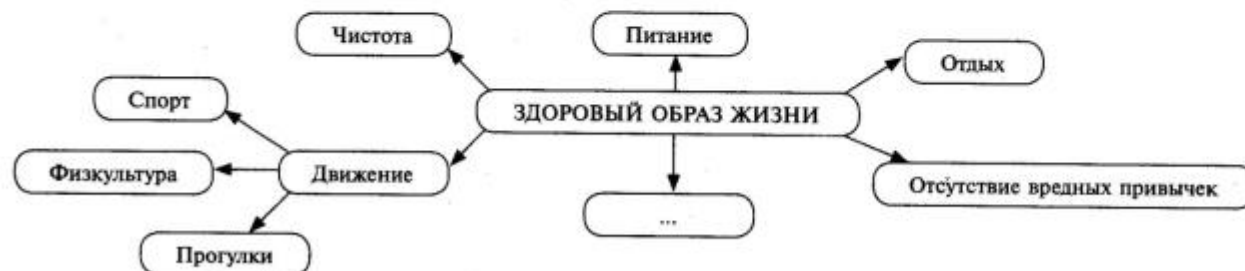 Чистота
Питание
Отдых
Спорт
ЗДОРОВЫЙ ОБРАЗ ЖИЗНИ
Физкультура
Движение
Отсутствие вредных привычек
...
Прогулки